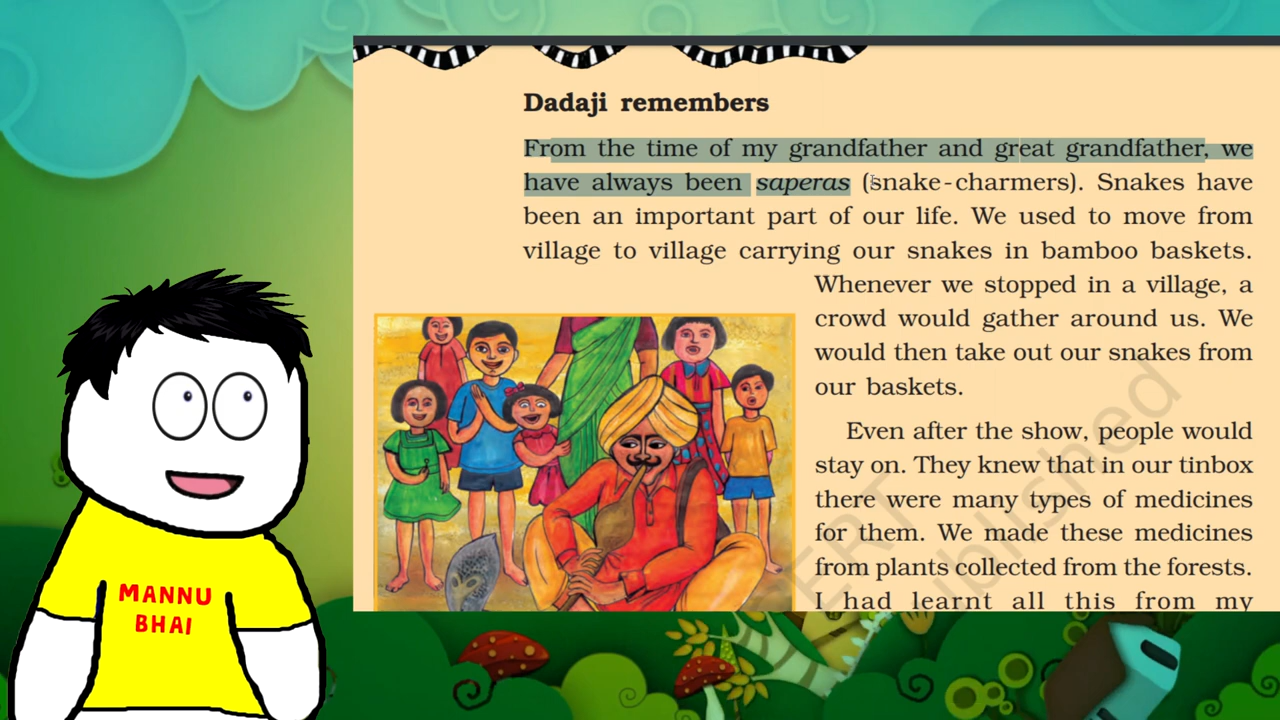 Dadaji remembers
From the time of my grandfather and great grandfather, we
have always been saperas (snake-charmers). Snakes have
been an important part of our life. We used to move from
village to village carrying our snakes in bamboo baskets.
Whenever we stopped in a village, a
crowd would gather around us. We
would then take out our snakes from
our baskets.
Even after the show, people would
stay on. They knew that in our tinbox
there were many types of medicines
for them. We made these medicines
from plants collected from the forests.
I had learnt all this from my
MANNU
BHAI